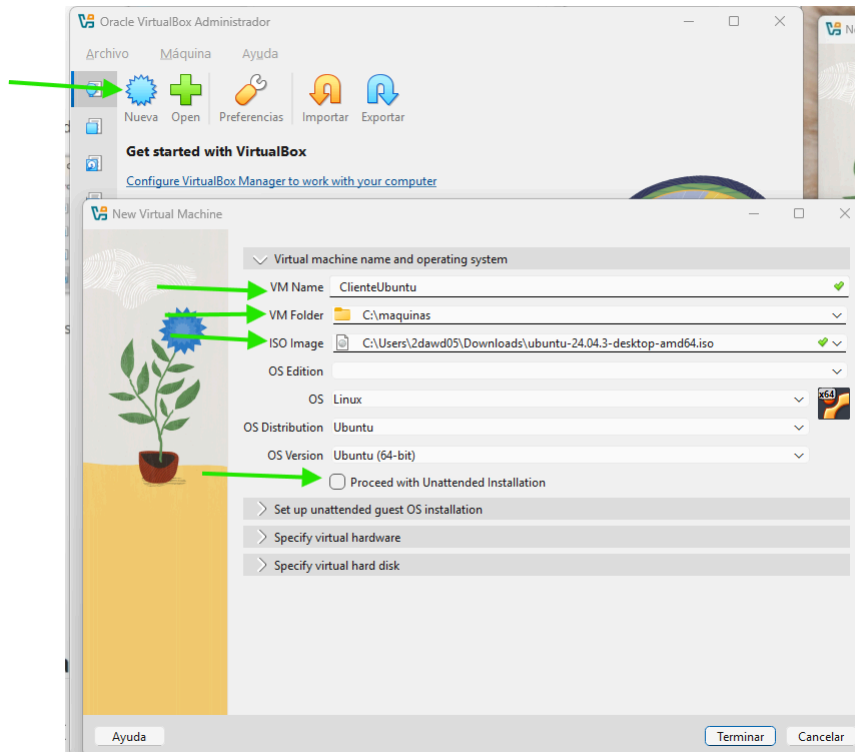 Oracle VirtualBox Administrador
Archivo Máquina Ayuda
Nueva Open Preferencias Importar Exportar
Get started with VirtualBox
Configure VirtualBox Manager to work with your computer
New Virtual Machine
Virtual machine name and operating system
VM Name ClienteUbuntu
VM Folder C:\maquinas
ISO Image C:\Users\2dawd05\Downloads\ubuntu-24.04.3-desktop-amd64.iso
OS Edition
OS Linux
x64
OS Distribution Ubuntu
OS Version Ubuntu (64-bit)
Proceed with Unattended Installation
Set up unattended guest OS installation
Specify virtual hardware
Specify virtual hard disk
Ayuda Terminar Cancelar